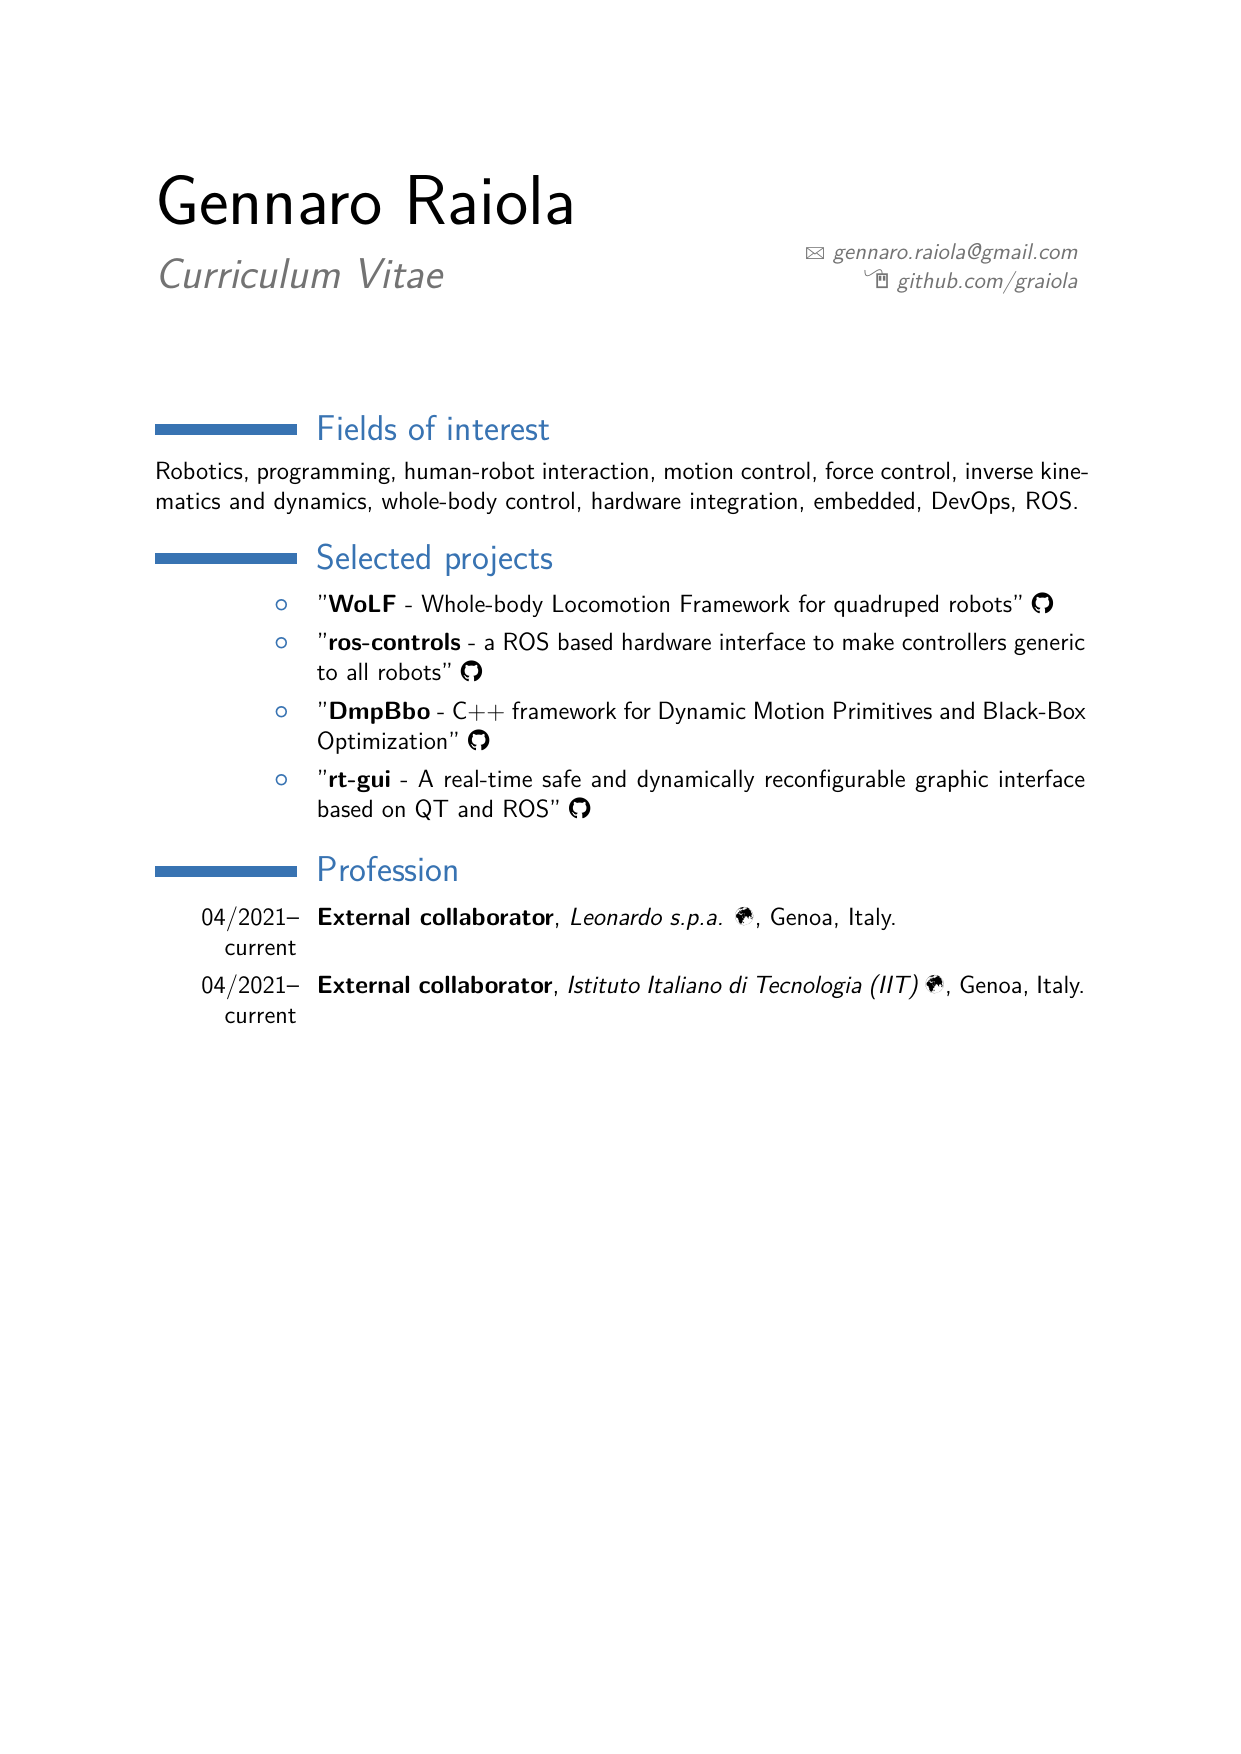 Gennaro Raiola
Curriculum Vitae
gennaro.raiola@gmail.com
github.com/graiola
Fields of interest
Robotics, programming, human-robot interaction, motion control, force control, inverse kine-
matics and dynamics, whole-body control, hardware integration, embedded, DevOps, ROS.
Selected projects
”WoLF - Whole-body Locomotion Framework for quadruped robots”
”ros-controls - a ROS based hardware interface to make controllers generic
to all robots”
”DmpBbo - C++ framework for Dynamic Motion Primitives and Black-Box
Optimization”
”rt-gui - A real-time safe and dynamically reconfigurable graphic interface
based on QT and ROS”
Profession
04/2021– External collaborator, Leonardo s.p.a. , Genoa, Italy.
current
04/2021– External collaborator, Istituto Italiano di Tecnologia (IIT) , Genoa, Italy.
current